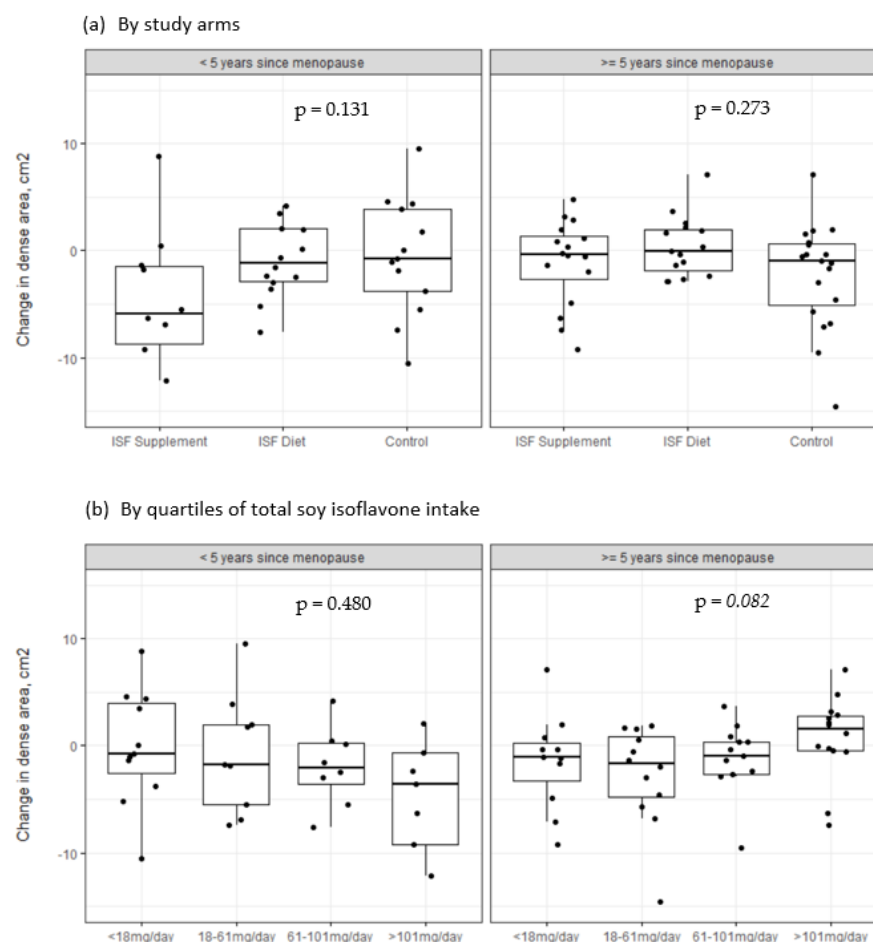 (a) By study arms
< 5 years since menopause
>= 5 years since menopause
p = 0.131
p = 0.273
10
0
-10
Change in dense area, cm2
ISF Supplement
ISF Diet
Control
ISF Supplement
ISF Diet
Control
(b) By quartiles of total soy isoflavone intake
< 5 years since menopause
>= 5 years since menopause
p = 0.480
p = 0.082
10
0
-10
Change in dense area, cm2
<18mg/day
18-61mg/day
61-101mg/day
>101mg/day
<18mg/day
18-61mg/day
61-101mg/day
>101mg/day